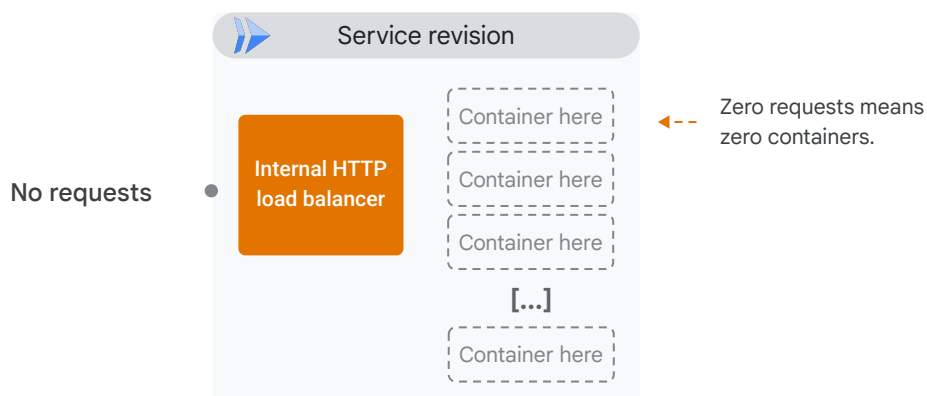 Service revision
No requests
Internal HTTP
load balancer
Container here
Container here
Container here
[...]
Container here
Zero requests means
zero containers.